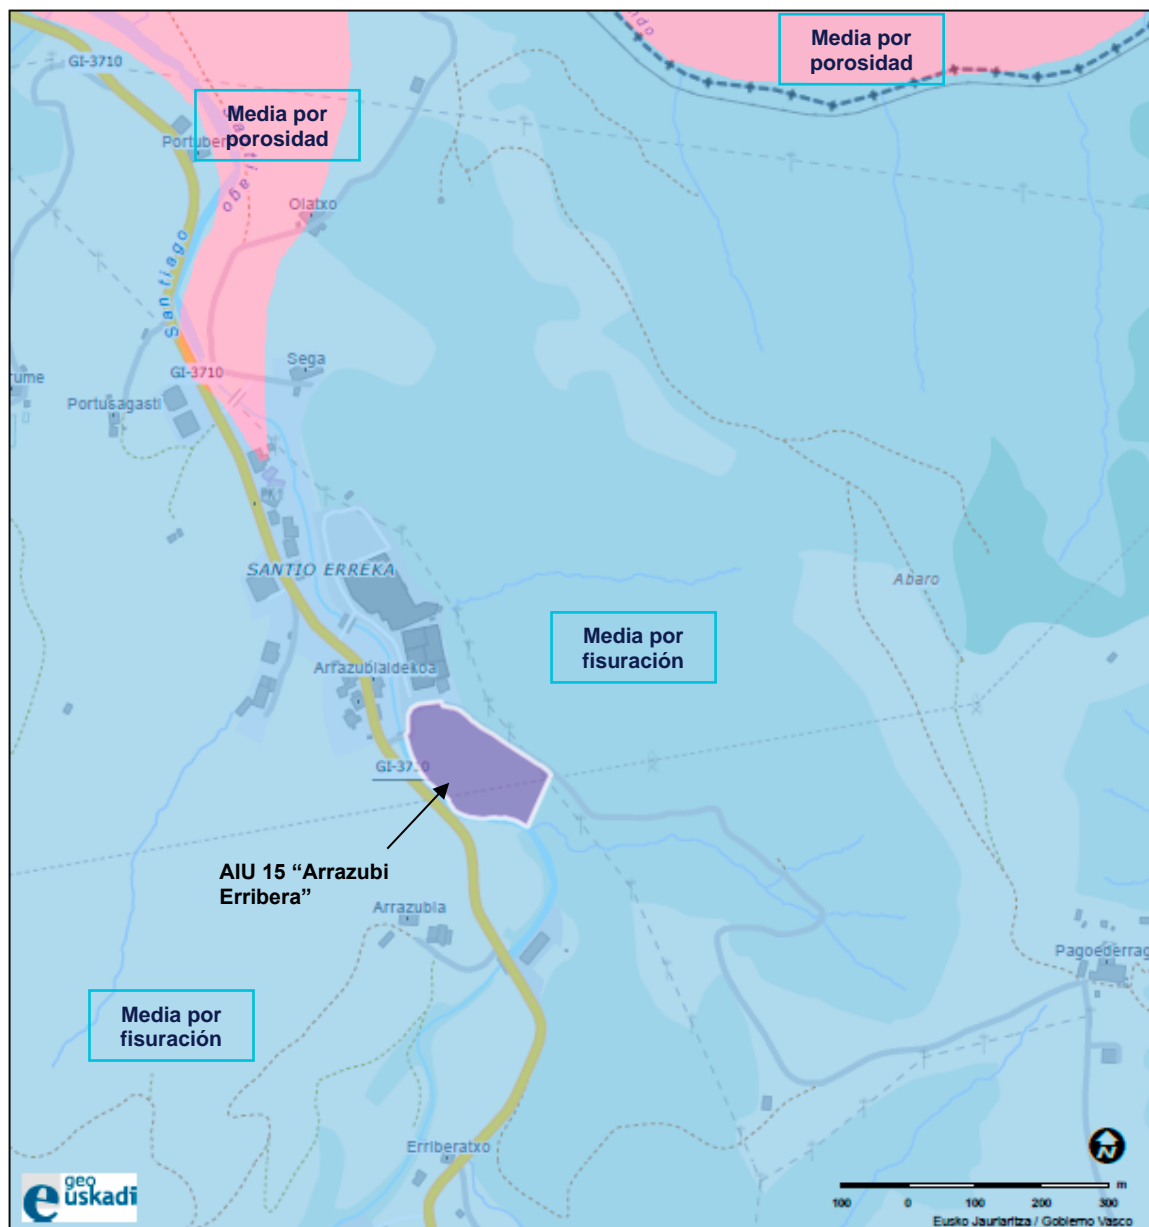 Media por
porosidad
GI-3710
Media por
porosidad
Santiago
Olatxo
Santiago
GI-3710
Sega
Portusagasti
SANTIO ERREKA
Abaro
Media por
fisuración
Arrazubialdekoa
AIU 15 “Arrazubi
Erribera”
Arrazubia
Pagoederrag
Media por
fisuración
Erriberatxo
N
geo
euskadi
100 0 100 200 300 m
Eusko Jaurlaritza / Gobierno Vasco